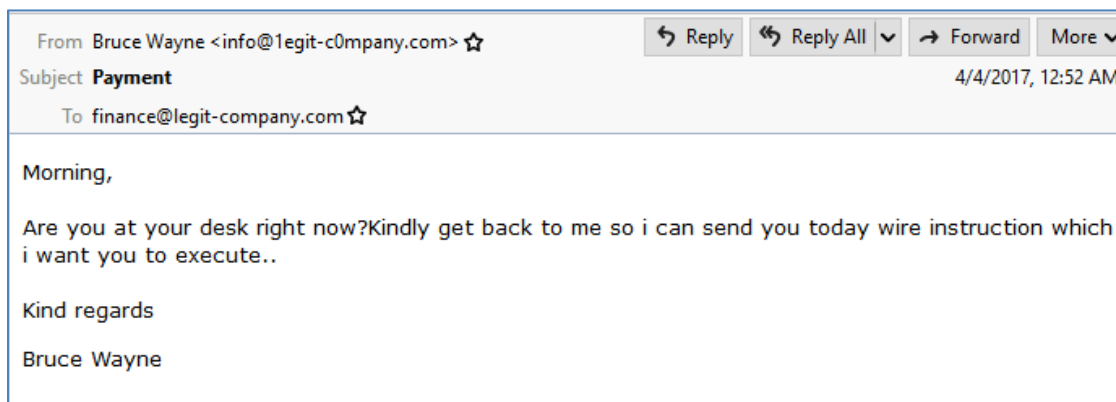 From Bruce Wayne <info@1egit-c0mpany.com> Reply Reply All Forward More
Subject Payment 4/4/2017, 12:52 AM
To finance@legit-company.com
Morning,
Are you at your desk right now?Kindly get back to me so i can send you today wire instruction which
i want you to execute..
Kind regards
Bruce Wayne